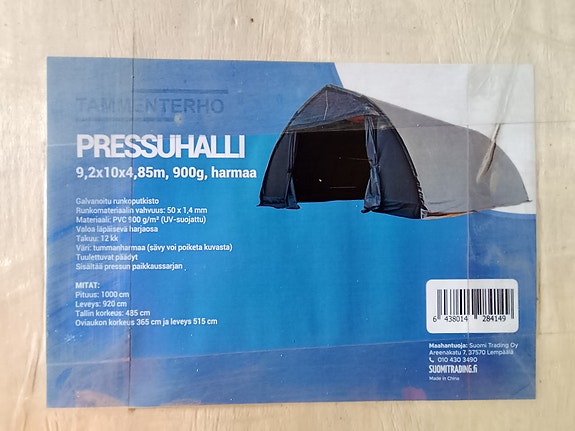 TAMMENTERHO
PRESSUHALLI
9,2x10x4,85m, 900g, harmaa
Galvanoitu runkoputkisto
Runkomateriaalin vahvuus: 50 x 1,4 mm
Materiaali: PVC 900 g/m² (UV-suojattu)
Valoa läpäisevä harjaosa
Takuu: 12 kk
Väri: tummanharmaa (sävy voi poiketa kuvasta)
Tuulettuvat päädyt
Sisältää pressun paikkaussarjan
MITAT:
Pituus: 1000 cm
Leveys: 920 cm
Tallin korkeus: 485 cm
Oviaukon korkeus 365 cm ja leveys 515 cm
6 438014 284149
Maahantuoja: Suomi Trading Oy
Areenakatu 7, 37570 Lempäälä
010 430 3490
SUOMITRADING.fi
Made in China